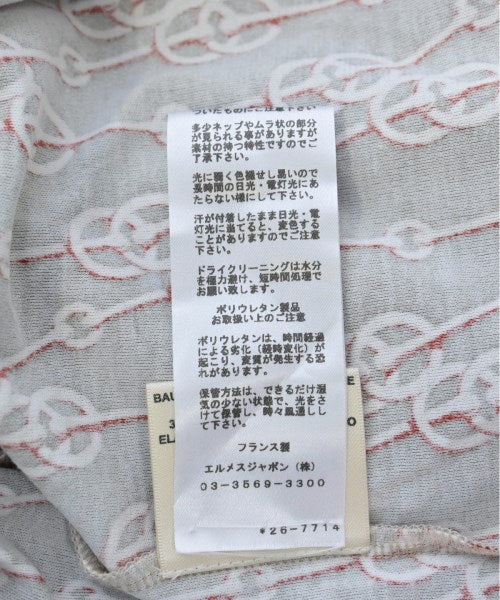 ついたものにご注意下さい
多少ネップやムラ状の部分
が見られる事がありますが
素材の持つ特性ですのでご
了承下さい。
光に弱く色褪せし易いので
長時間の日光・電灯光にあ
たらない様にして下さい。
汗が付着したまま日光・電
灯光に当てると、変色する
ことがありますのでご注意
下さい。
ドライクリーニングは水分
を極力避け、短時間処理で
お願い致します。
ポリウレタン製品
お取扱い上のご注意
ポリウレタンは、時間経過
による劣化（経時変化）が
起こり、変質が発生する恐
れがあります。
保管方法は、できるだけ湿
気の少ない状態で、光をさ
けて保管し、時々風通しし
て下さい。
フランス製
エルメスジャポン（株）
03-3569-3300
*26-7714
BAU
E
3
ELA
O